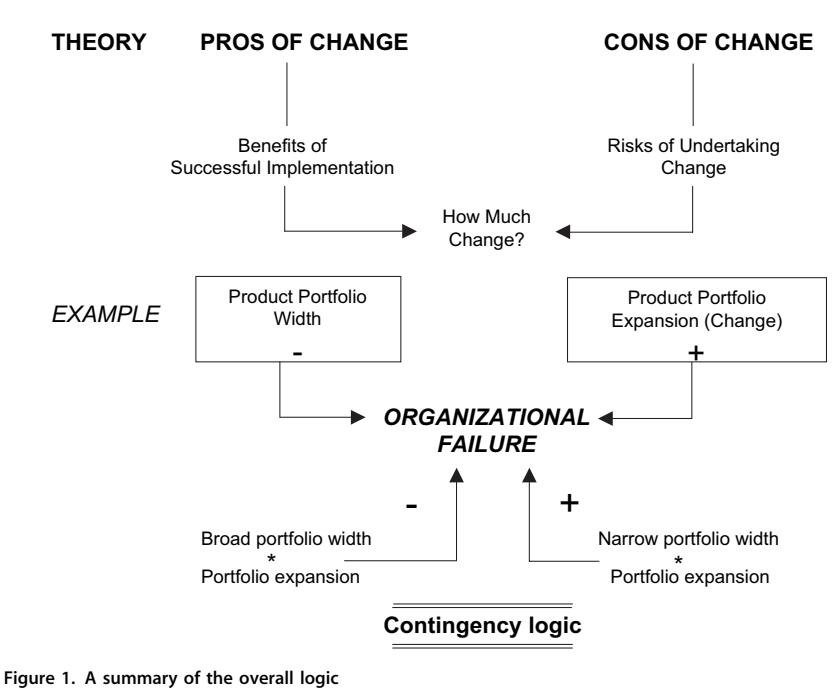 THEORY PROS OF CHANGE CONS OF CHANGE
Benefits of
Successful Implementation
Risks of Undertaking
Change
How Much
Change?
EXAMPLE
Product Portfolio
Width
-
Product Portfolio
Expansion (Change)
+
ORGANIZATIONAL
FAILURE
- +
Broad portfolio width
*
Portfolio expansion
Narrow portfolio width
*
Portfolio expansion
Contingency logic
Figure 1. A summary of the overall logic